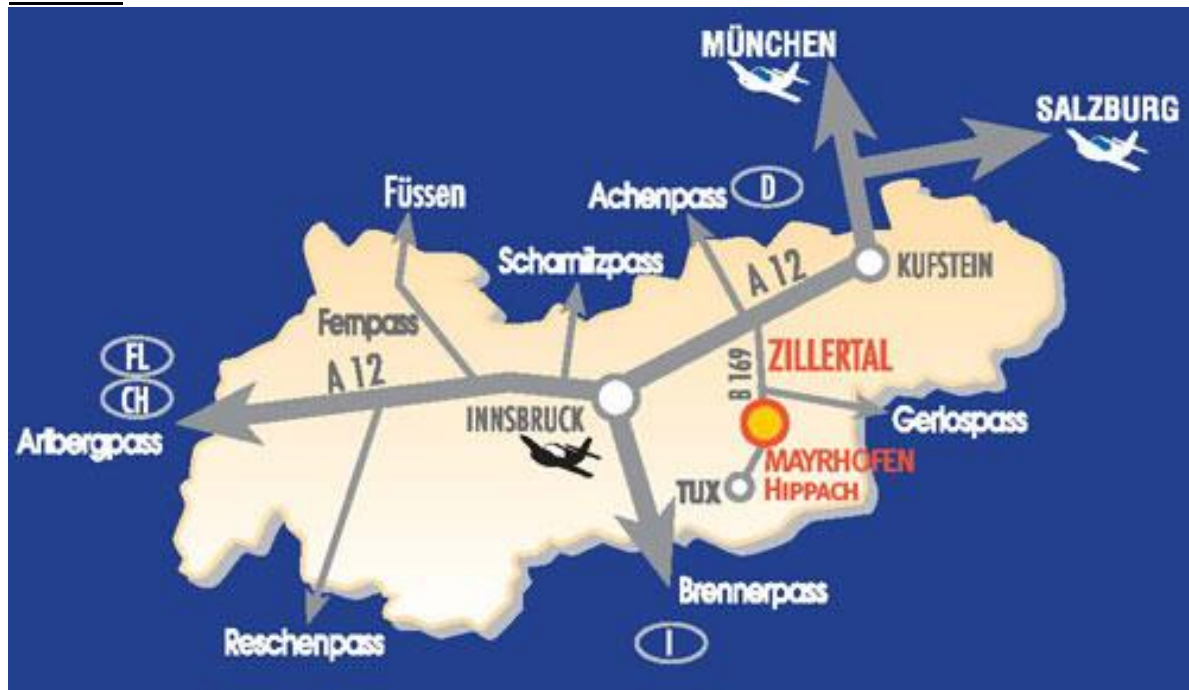 MÜNCHEN
SALZBURG
Füssen
Achenpass
D
Scharnitzpass
A 12
KUFSTEIN
Fernpass
FL
A 12
B 169
ZILLERTAL
CH
INNSBRUCK
Gerlospass
Arlbergpass
MAYRHOFEN
TUX
HIPPACH
Brennerpass
Reschenpass
I